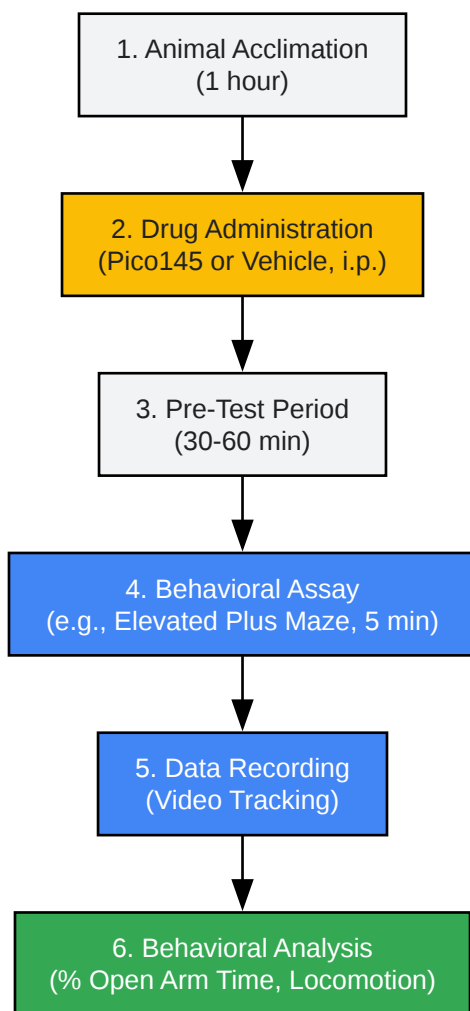 1. Animal Acclimation
(1 hour)
2. Drug Administration
(Pico145 or Vehicle, i.p.)
3. Pre-Test Period
(30-60 min)
4. Behavioral Assay
(e.g., Elevated Plus Maze, 5 min)
5. Data Recording
(Video Tracking)
6. Behavioral Analysis
(% Open Arm Time, Locomotion)